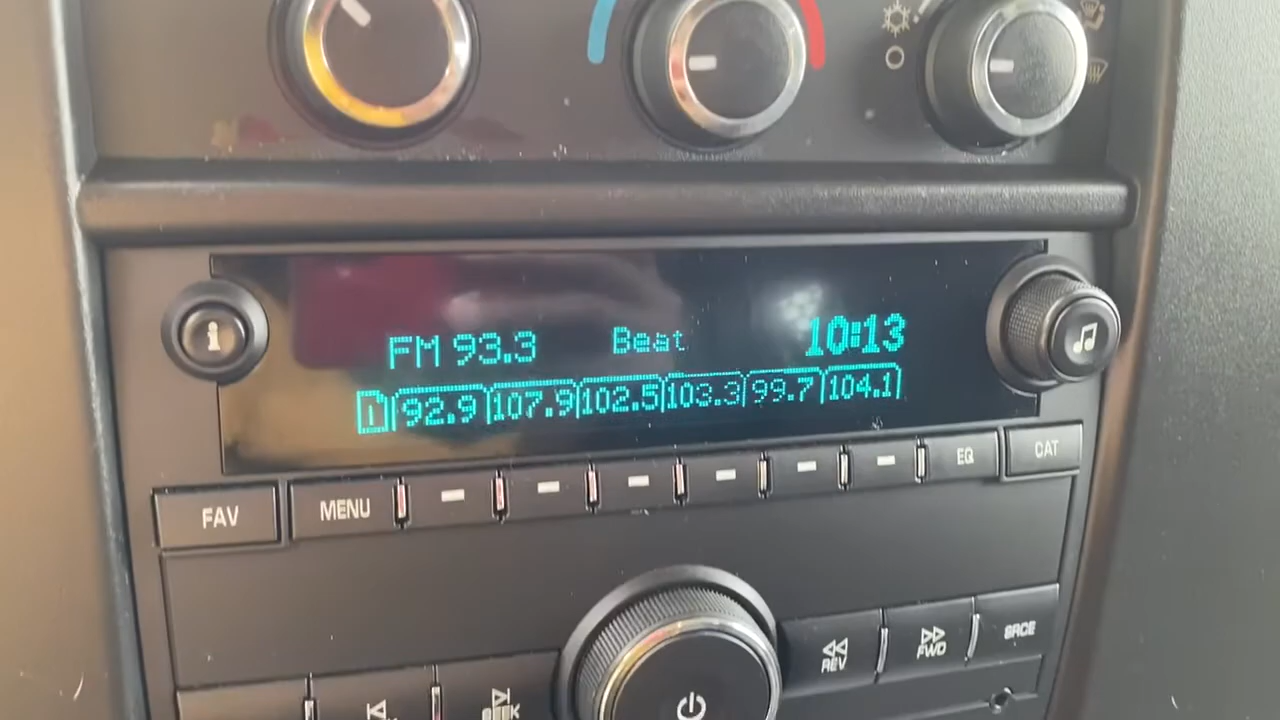 FM 93.3 Beat 10:13
1 92.9 107.9 102.5 103.3 99.7 104.1
i
FAV MENU EQ CAT
REV FWD SRCE